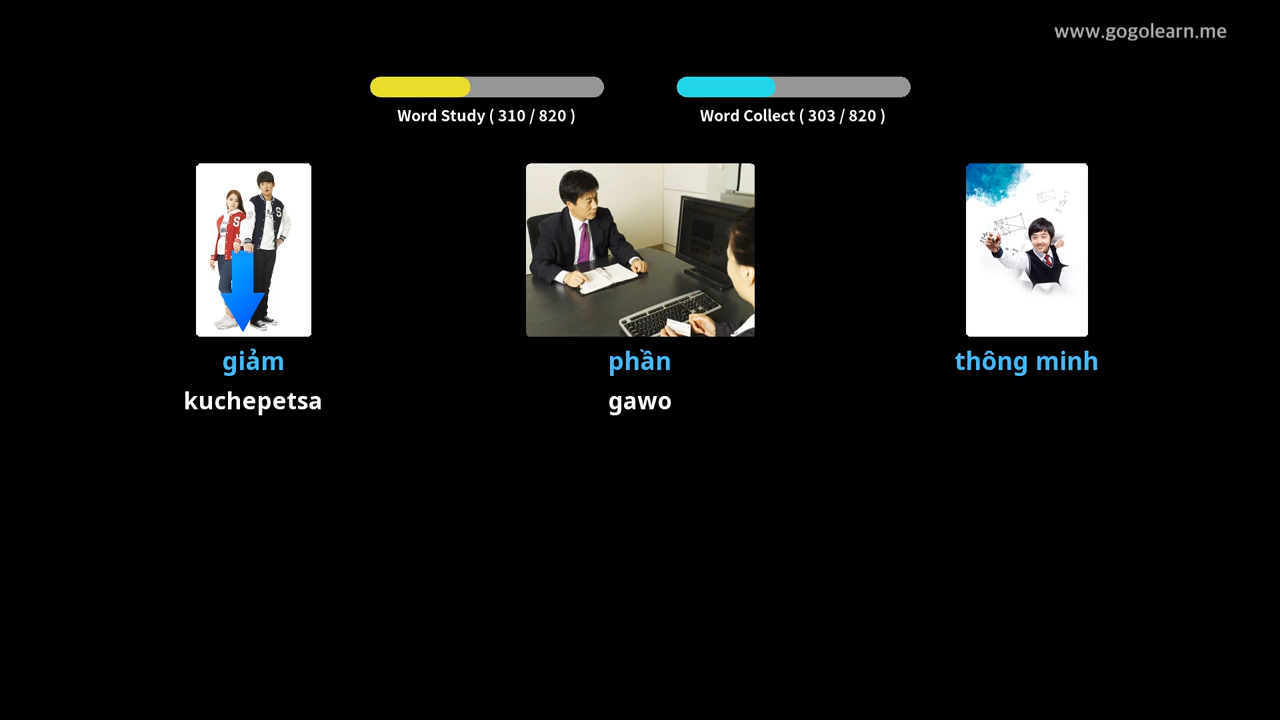 www.gogolearn.me
Word Study ( 310 / 820 )
Word Collect ( 303 / 820 )
giảm
phần
thông minh
kuchepetsa
gawo